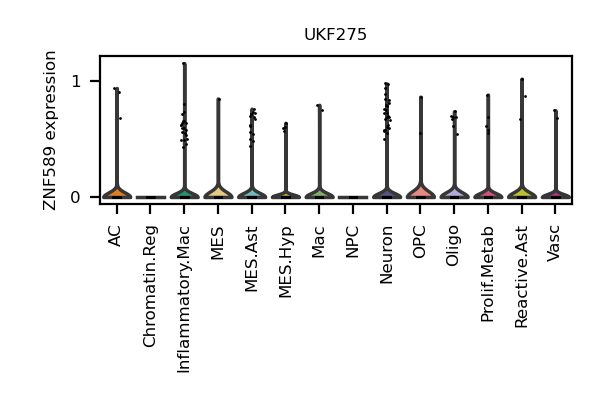 UKF275
ZNF589 expression
1
0
AC
Chromatin.Reg
Inflammatory.Mac
MES
MES.Ast
MES.Hyp
Mac
NPC
Neuron
OPC
Oligo
Prolif.Metab
Reactive.Ast
Vasc